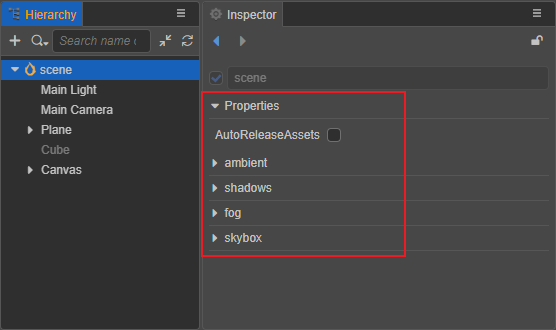 Hierarchy
Search name o
scene
Main Light
Main Camera
Plane
Cube
Canvas
Inspector
scene
Properties
AutoReleaseAssets
ambient
shadows
fog
skybox